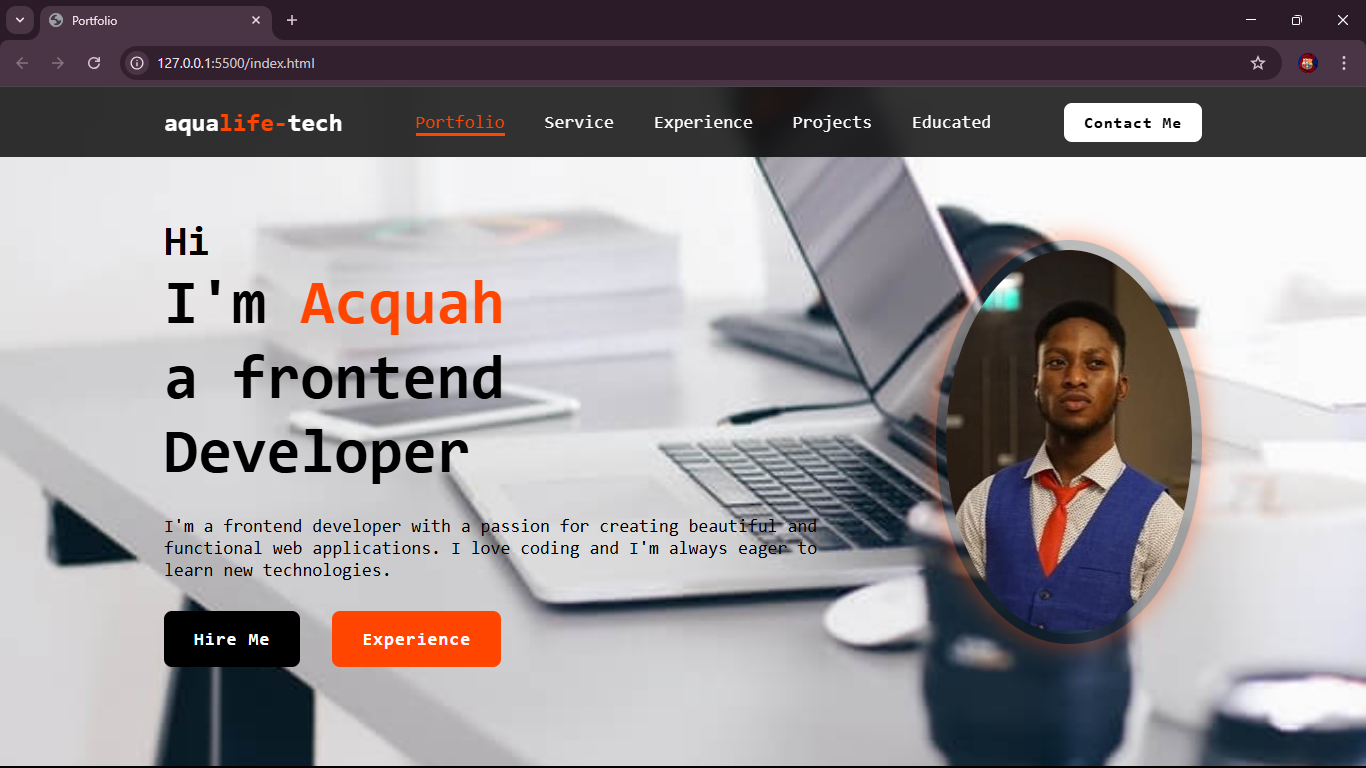 Portfolio
127.0.0.1:5500/index.html
aqualife-tech
Portfolio
Service
Experience
Projects
Educated
Contact Me
Hi
I'm Acquah
a frontend
Developer
I'm a frontend developer with a passion for creating beautiful and
functional web applications. I love coding and I'm always eager to
learn new technologies.
Hire Me
Experience